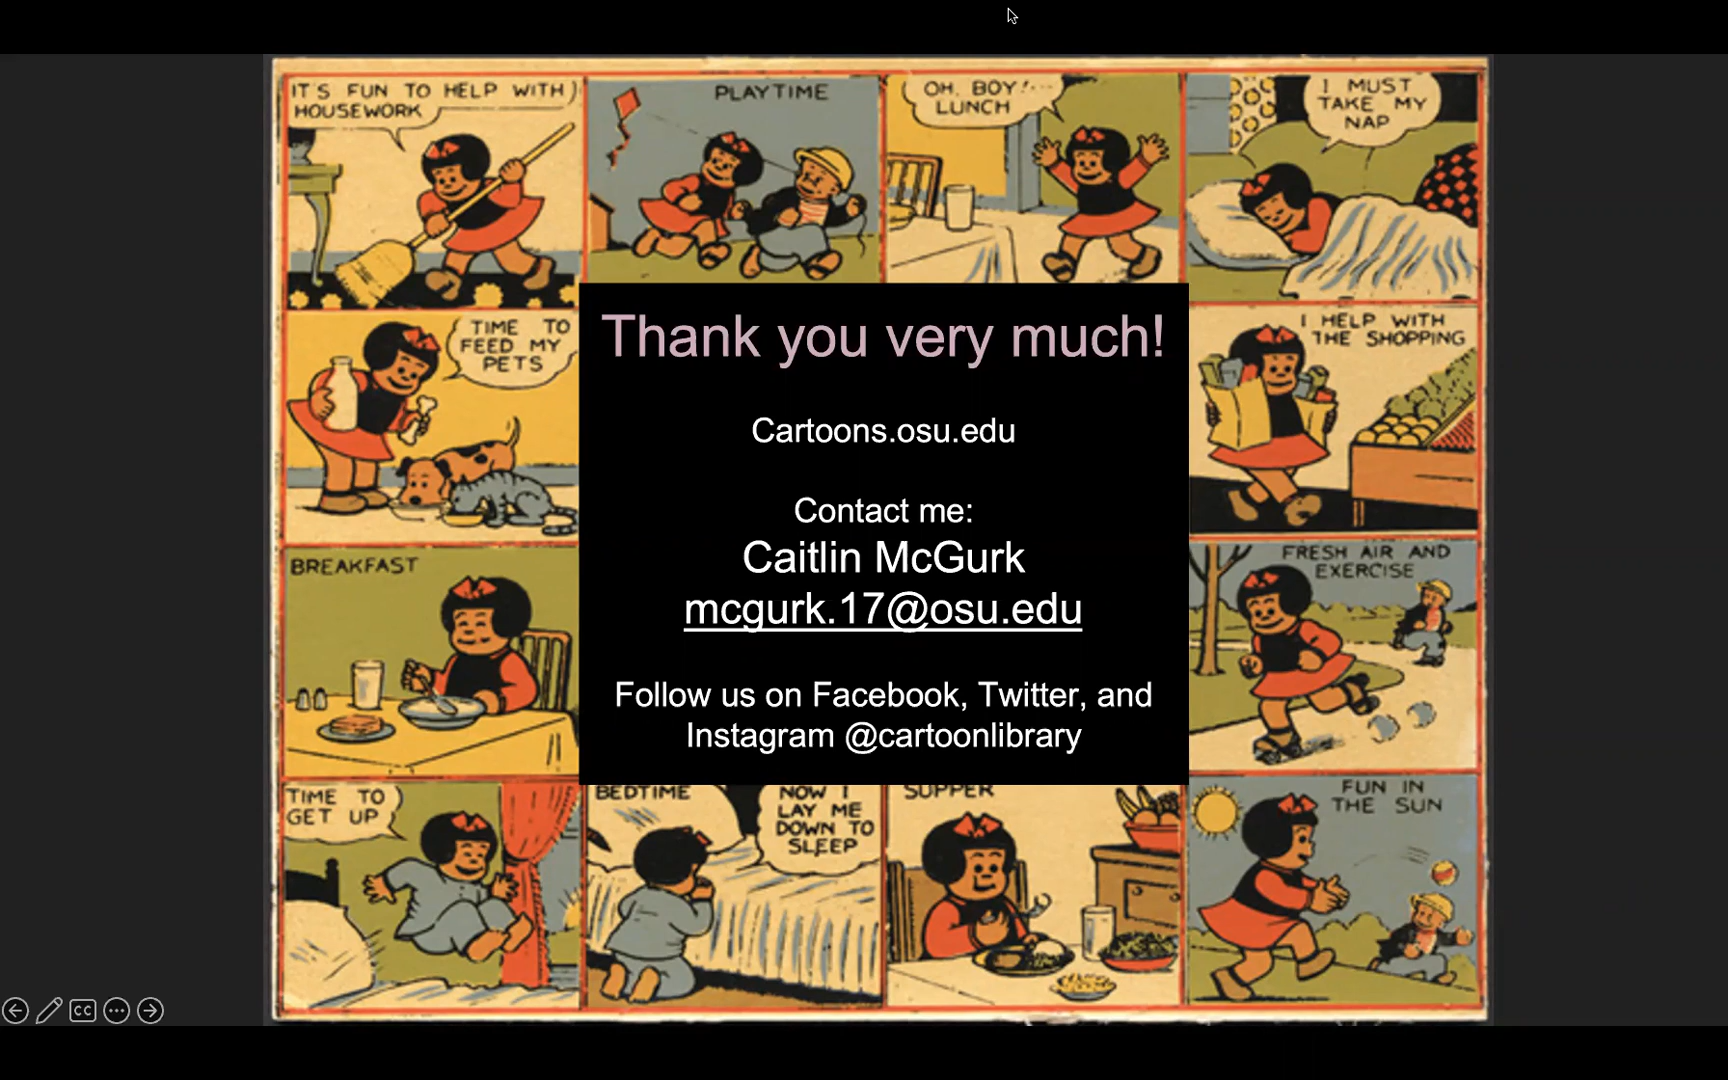 IT'S FUN TO HELP WITH
HOUSEWORK
PLAYTIME
OH, BOY!...
LUNCH
I MUST
TAKE MY
NAP
TIME TO
FEED MY
PETS
Thank you very much!
Cartoons.osu.edu
Contact me:
Caitlin McGurk
mcgurk.17@osu.edu
Follow us on Facebook, Twitter, and
Instagram @cartoonlibrary
I HELP WITH
THE SHOPPING
BREAKFAST
FRESH AIR AND
EXERCISE
TIME TO
GET UP
BEDTIME
NOW I
LAY ME
DOWN TO
SLEEP
SUPPER
FUN IN
THE SUN
CC